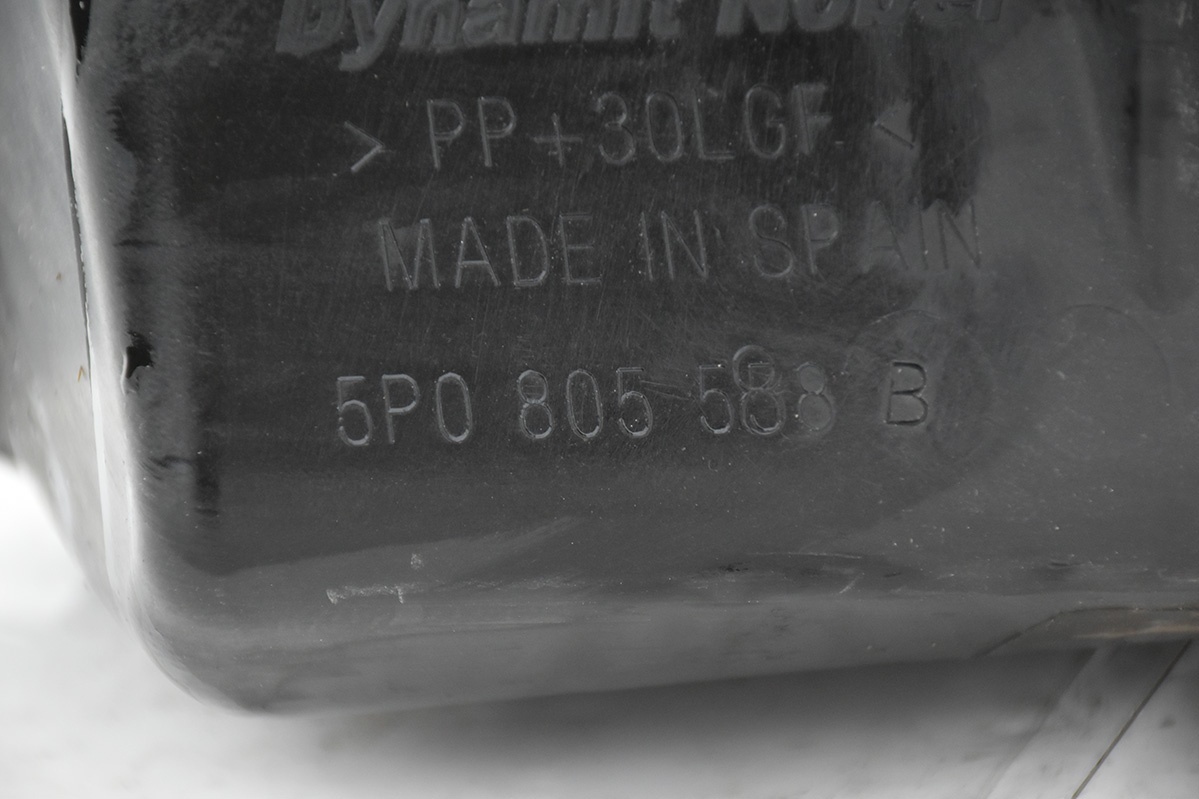 Dynamit Nobel
> PP+30LGF <
MADE IN SPAIN
5P0 805 588 B